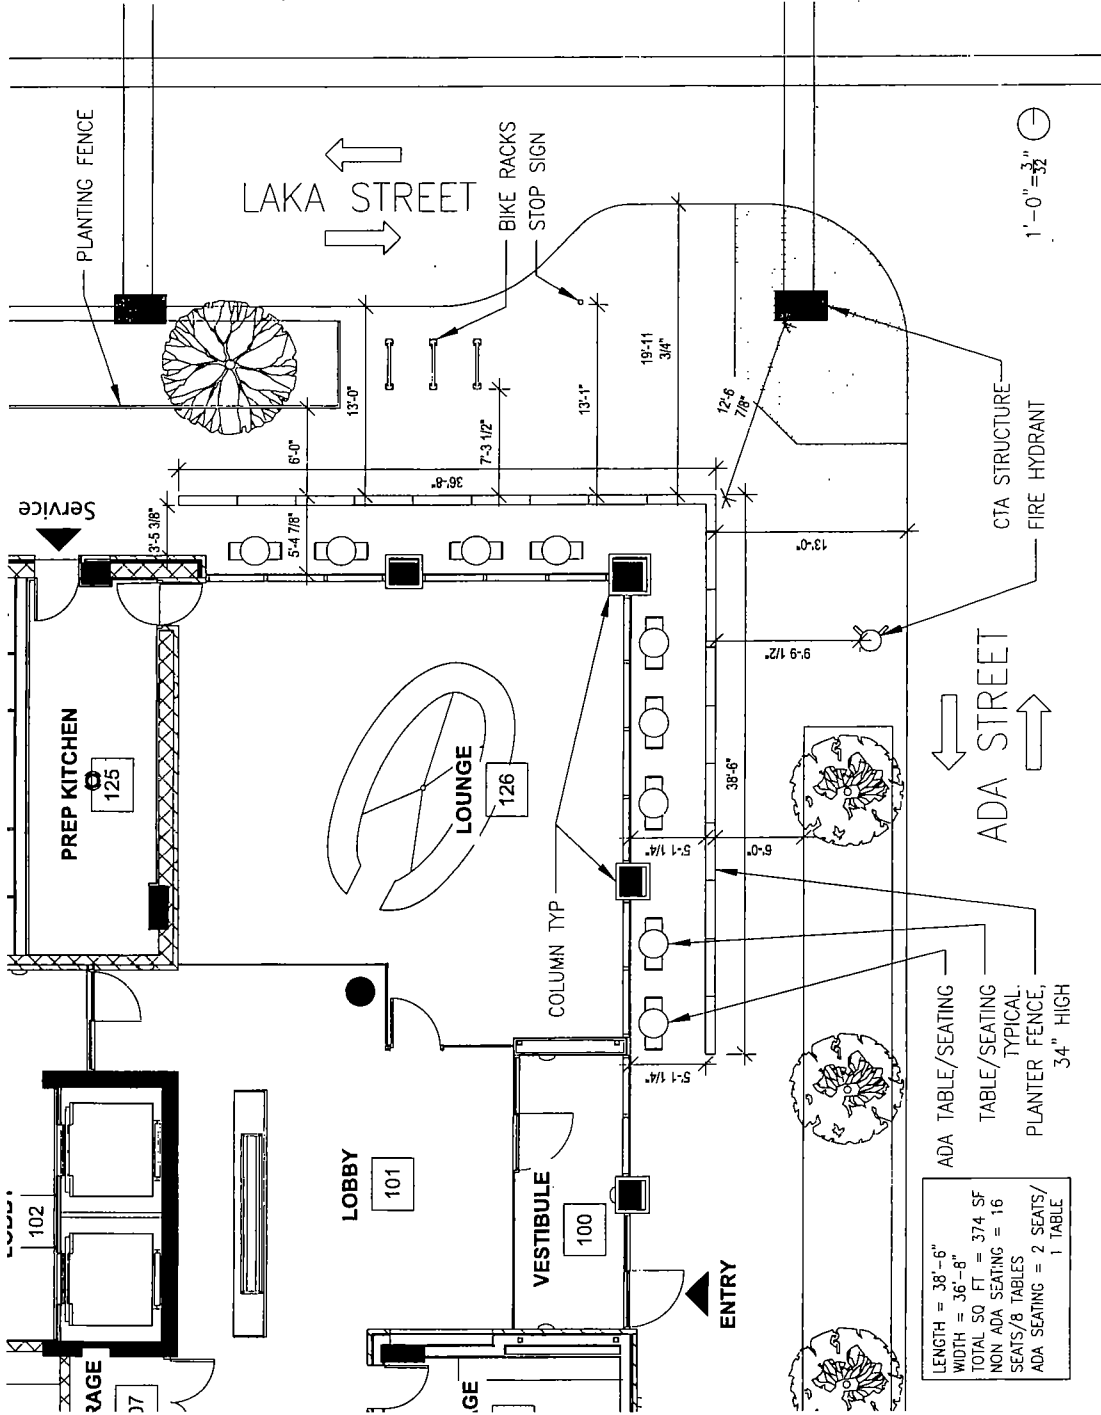 PLANTING FENCE
LAKA STREET
BIKE RACKS
STOP SIGN
1'-0"=3/32"
Service
3'-5 3/8"
5'-4 7/8"
6'-0"
13'-0"
36'-8"
7'-3 1/2"
13'-1"
19'-11
3/4"
12'-6
7/8"
CTA STRUCTURE
FIRE HYDRANT
13'-0"
9'-9 1/2"
PREP KITCHEN
125
LOUNGE
126
COLUMN TYP
38'-6"
5'-1 1/4"
6'-0"
ADA STREET
5'-1 1/4"
ADA TABLE/SEATING
TABLE/SEATING
TYPICAL.
PLANTER FENCE,
34" HIGH
102
LOBBY
101
VESTIBULE
100
ENTRY
RAGE
07
GE
LENGTH = 38'-6"
WIDTH = 36'-8"
TOTAL SQ FT = 374 SF
NON ADA SEATING = 16
SEATS/8 TABLES
ADA SEATING = 2 SEATS/
1 TABLE